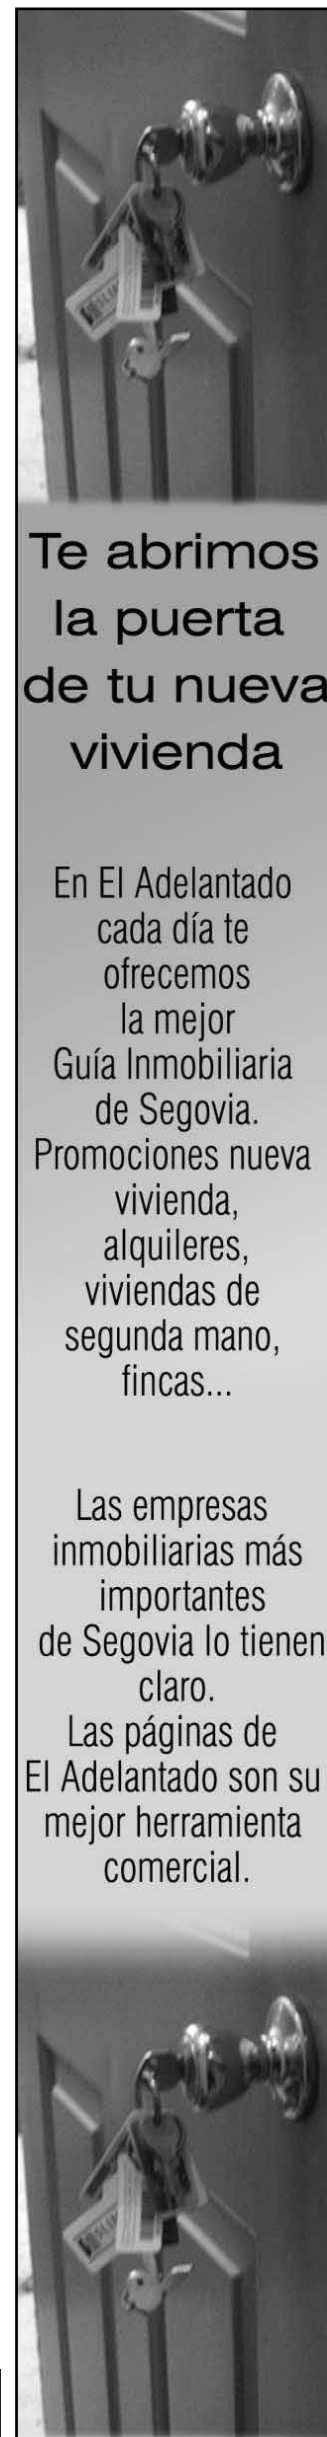 Te abrimos
la puerta
de tu nueva
vivienda
En El Adelantado
cada día te
ofrecemos
la mejor
Guía Inmobiliaria
de Segovia.
Promociones nueva
vivienda,
alquileres,
viviendas de
segunda mano,
fincas...
Las empresas
inmobiliarias más
importantes
de Segovia lo tienen
claro.
Las páginas de
El Adelantado son su
mejor herramienta
comercial.